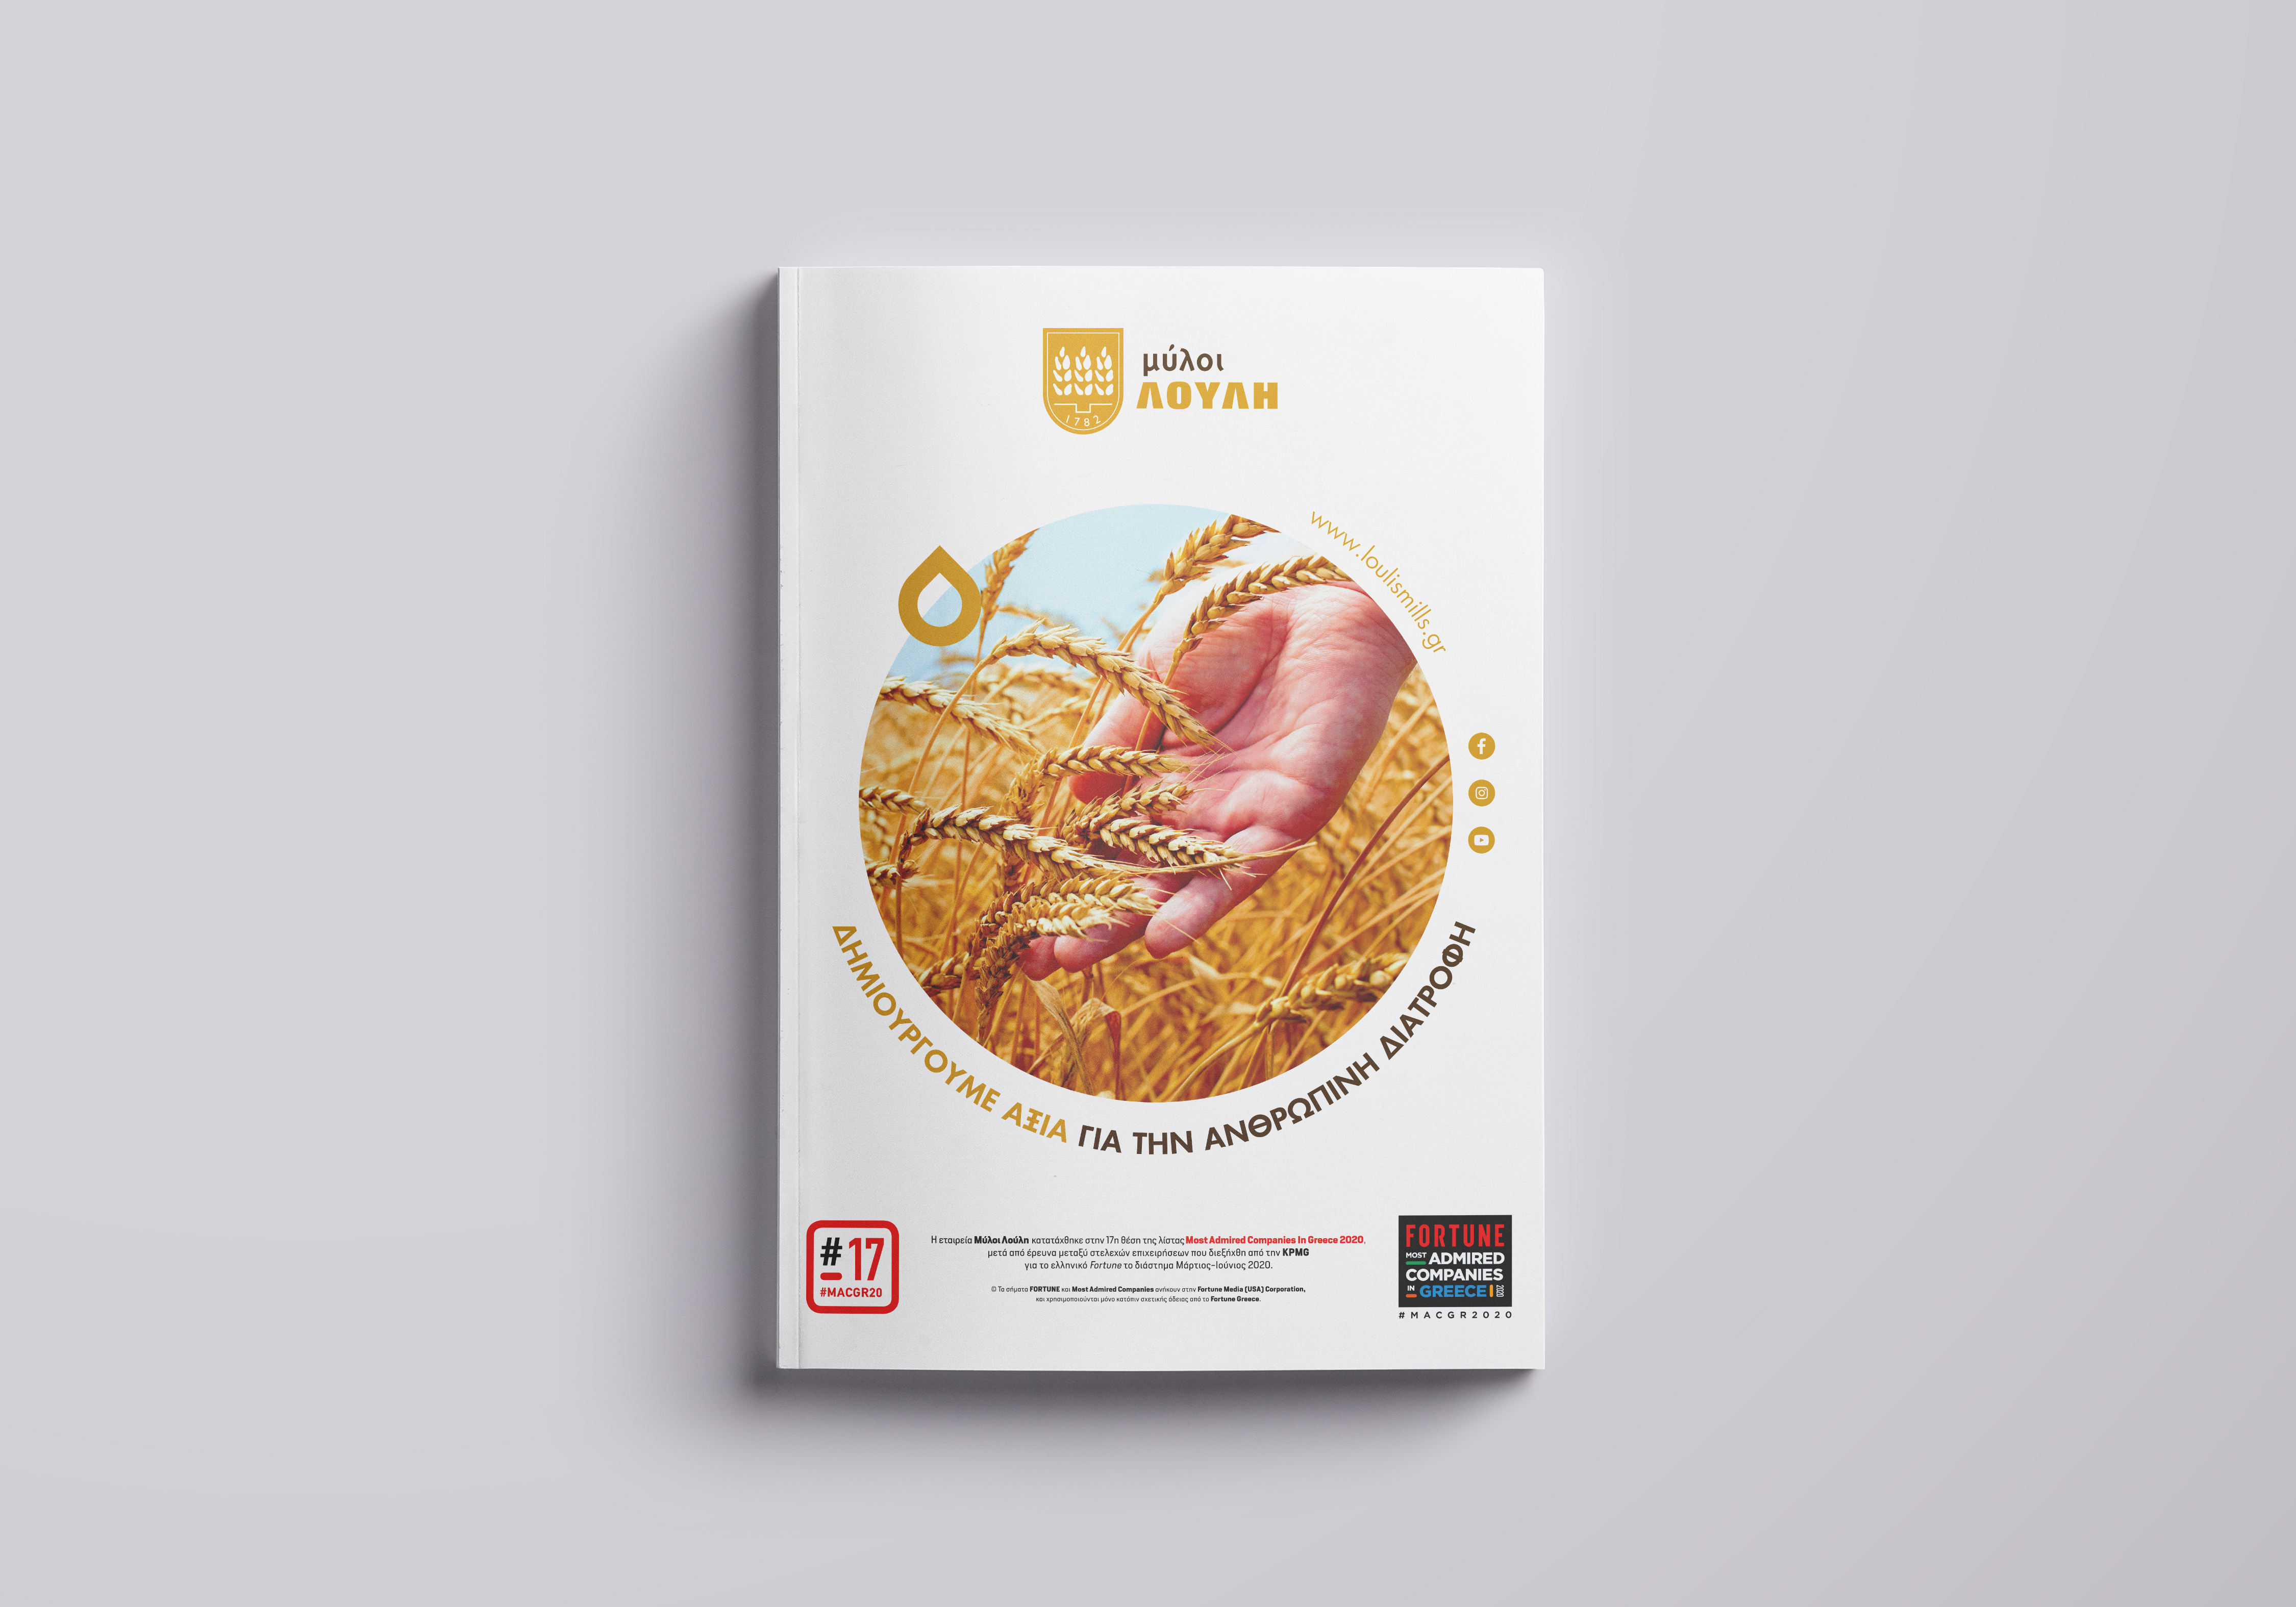 μύλοι
ΛΟΥΛΗ
1782
www.loulismills.gr
ΔΗΜΙΟΥΡΓΟΥΜΕ ΑΞΙΑ ΓΙΑ ΤΗΝ ΑΝΘΡΩΠΙΝΗ ΔΙΑΤΡΟΦΗ
#17
#MACGR20
Η εταιρεία Μύλοι Λούλη κατατάχθηκε στην 17η θέση της λίστας Most Admired Companies In Greece 2020,
μετά από έρευνα μεταξύ στελεχών επιχειρήσεων που διεξήχθη από την KPMG
για το ελληνικό Fortune το διάστημα Μάρτιος-Ιούνιος 2020.
© Τα σήματα FORTUNE και Most Admired Companies ανήκουν στην Fortune Media (USA) Corporation,
και χρησιμοποιούνται μόνο κατόπιν σχετικής άδειας από το Fortune Greece.
FORTUNE
MOST ADMIRED
COMPANIES
IN GREECE 2020
#MACGR2020